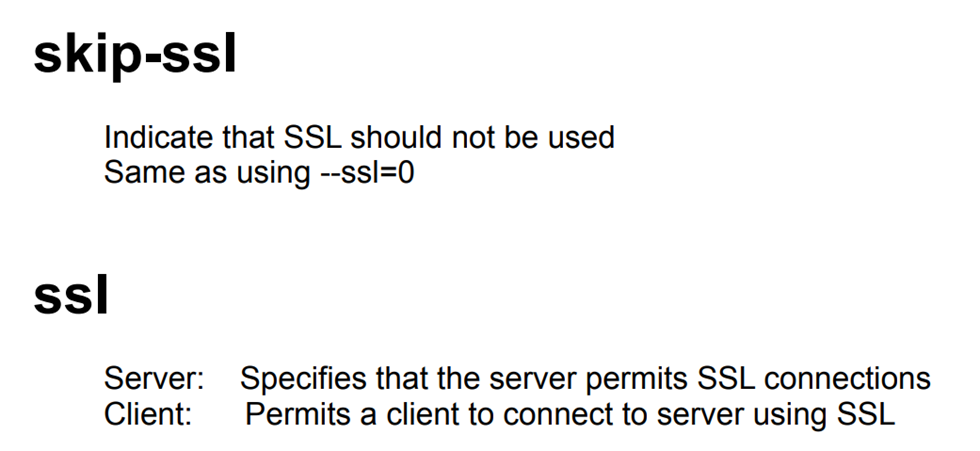 skip-ssl
Indicate that SSL should not be used
Same as using --ssl=0
ssl
Server: Specifies that the server permits SSL connections
Client: Permits a client to connect to server using SSL